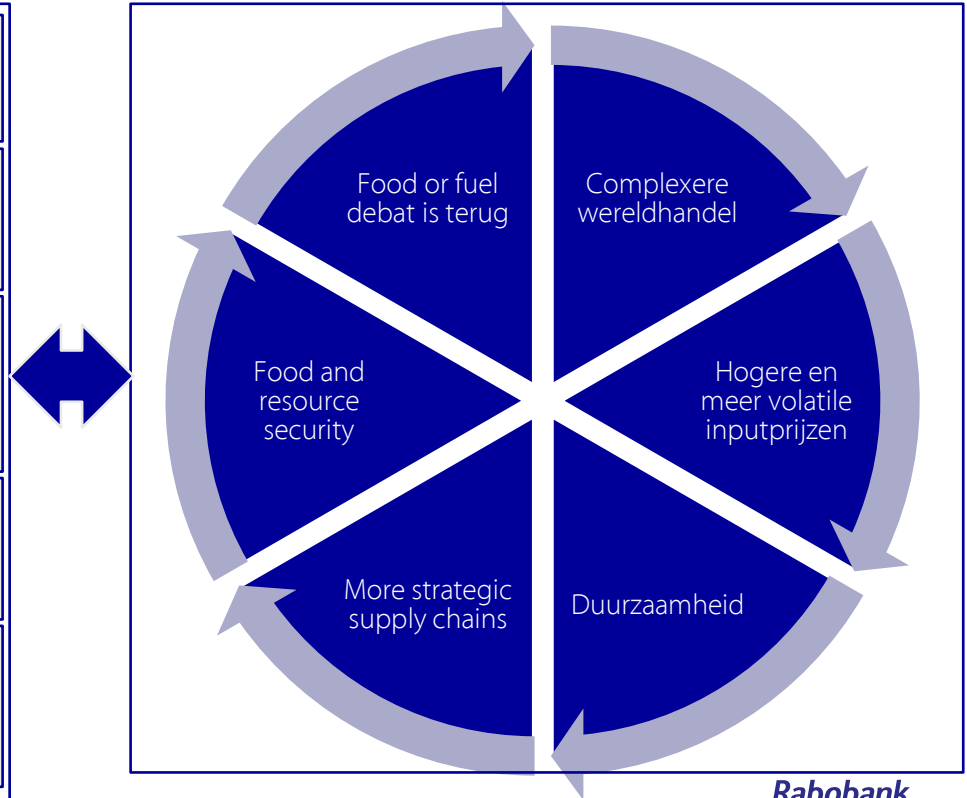 Food or fuel
debat is terug
Complexere
wereldhandel
Food and
resource
security
Hogere en
meer volatile
inputprijzen
More strategic
supply chains
Duurzaamheid
Rabobank